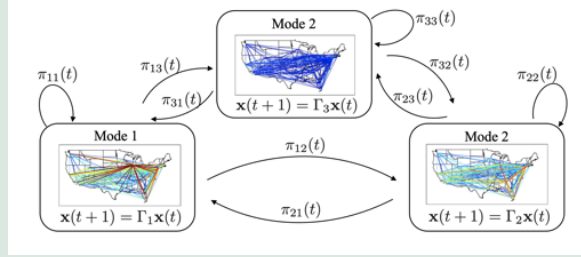 Mode 2
x(t + 1) = Γ₃x(t)
π₃₃(t)
π₁₁(t)
π₁₃(t)
π₃₁(t)
π₃₂(t)
π₂₃(t)
π₂₂(t)
Mode 1
x(t + 1) = Γ₁x(t)
π₁₂(t)
π₂₁(t)
Mode 2
x(t + 1) = Γ₂x(t)